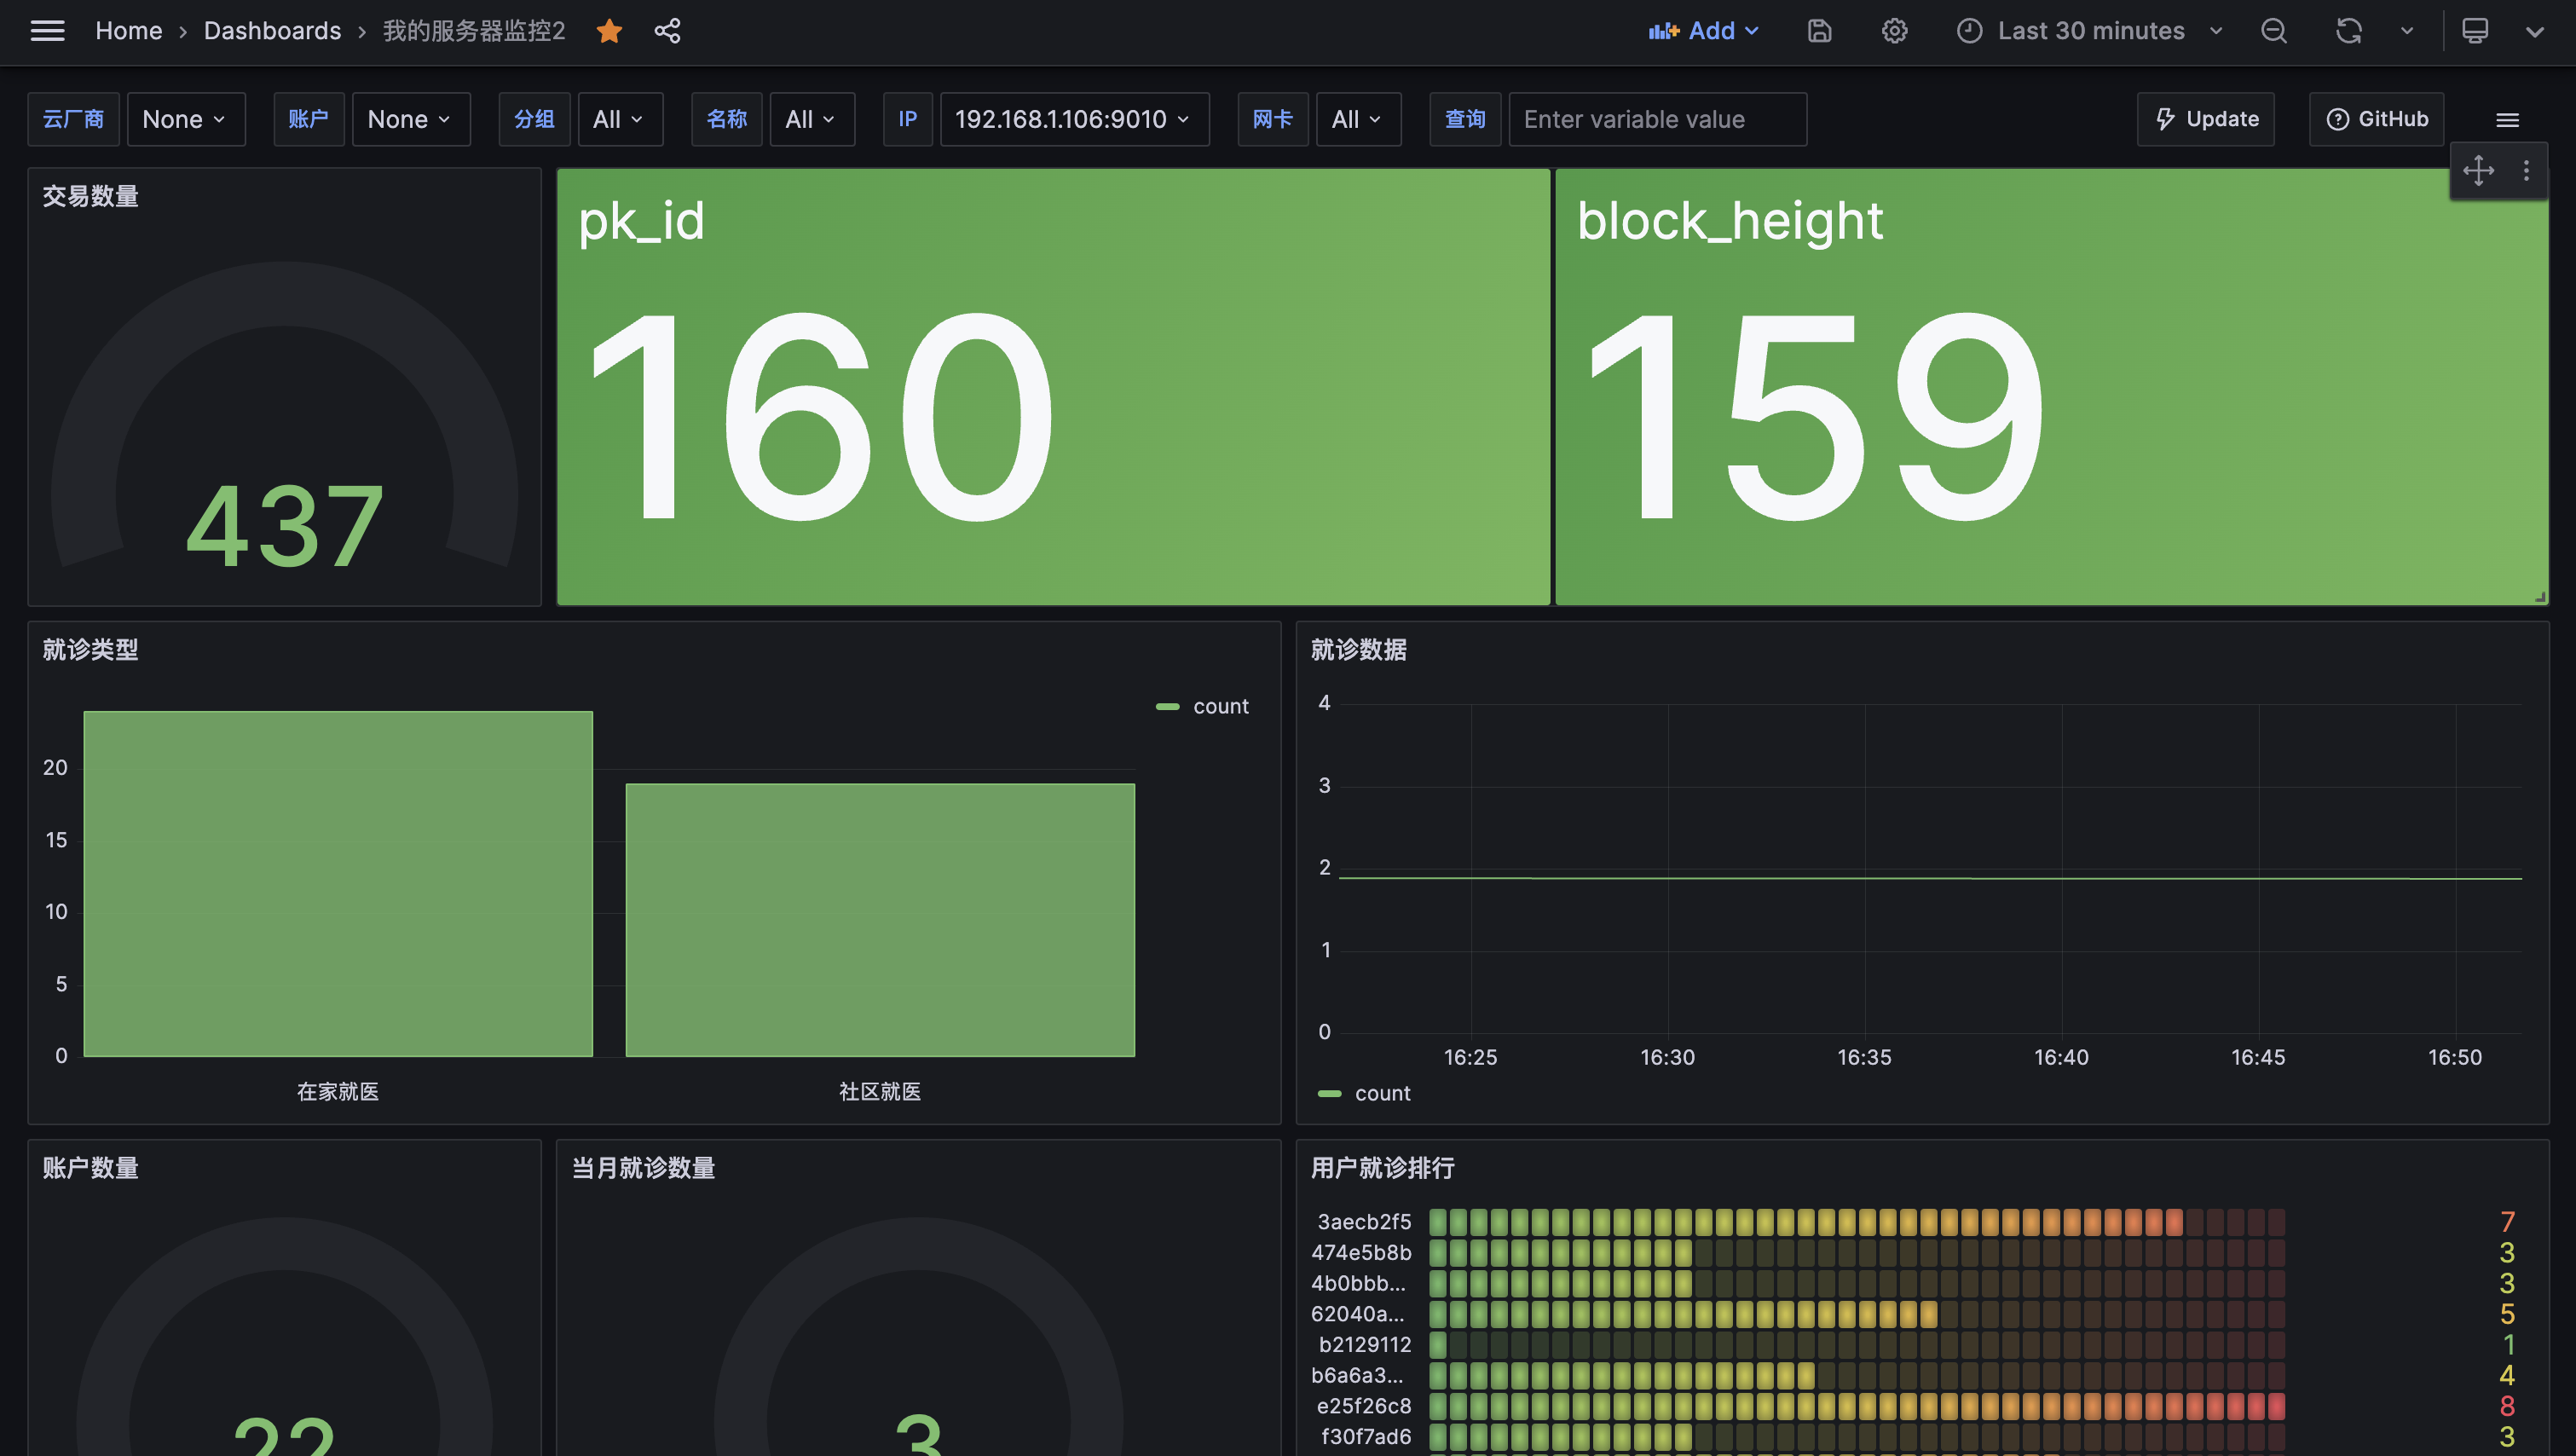 Home › Dashboards › 我的服务器监控2
Add
Last 30 minutes
云厂商 None 账户 None 分组 All 名称 All IP 192.168.1.106:9010 网卡 All 查询 Enter variable value Update GitHub
交易数量
437
pk_id
160
block_height
159
就诊类型
count
20
15
10
5
0
在家就医 社区就医
就诊数据
4
3
2
1
0
16:25 16:30 16:35 16:40 16:45 16:50
count
账户数量
22
当月就诊数量
3
用户就诊排行
3aecb2f5 7
474e5b8b 3
4b0bbb... 3
62040a... 5
b2129112 1
b6a6a3... 4
e25f26c8 8
f30f7ad6 3